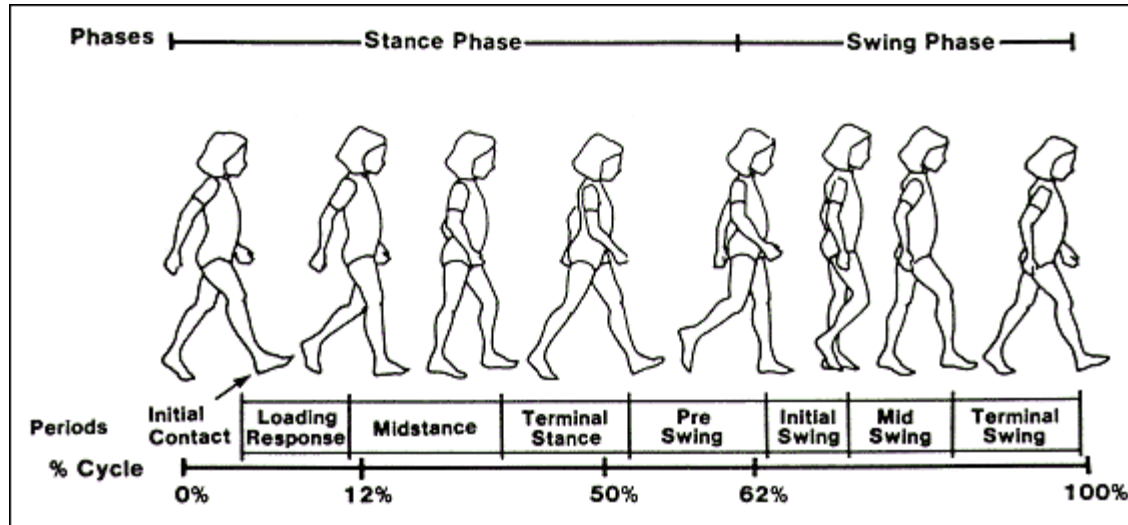 Phases Stance Phase Swing Phase
Periods
Initial Contact
Loading Response
Midstance
Terminal Stance
Pre Swing
Initial Swing
Mid Swing
Terminal Swing
% Cycle
0% 12% 50% 62% 100%